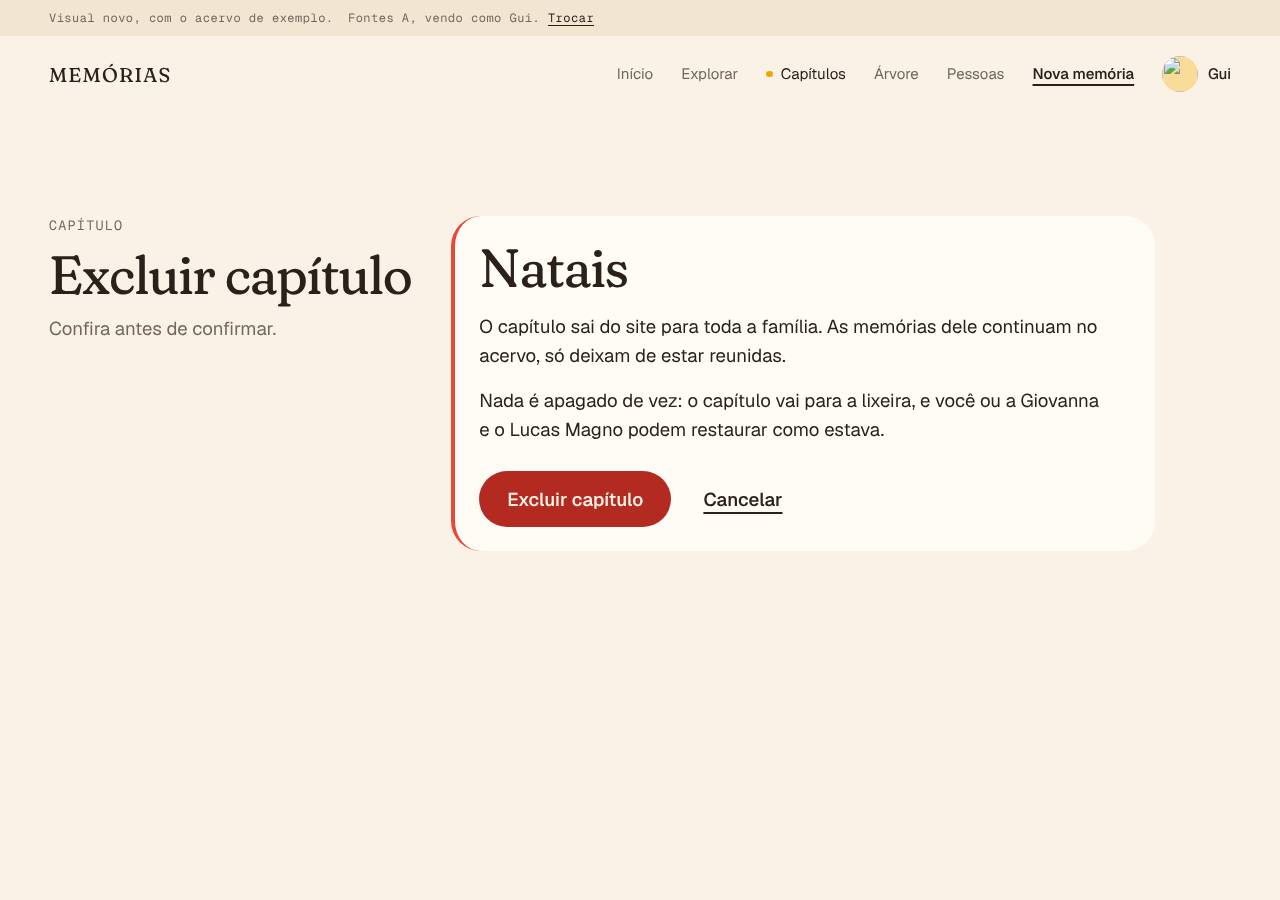 Visual novo, com o acervo de exemplo. Fontes A, vendo como Gui. Trocar
MEMÓRIAS
Início Explorar Capítulos Árvore Pessoas Nova memória Gui
CAPÍTULO
Excluir capítulo
Confira antes de confirmar.
Natais
O capítulo sai do site para toda a família. As memórias dele continuam no
acervo, só deixam de estar reunidas.
Nada é apagado de vez: o capítulo vai para a lixeira, e você ou a Giovanna
e o Lucas Magno podem restaurar como estava.
Excluir capítulo Cancelar